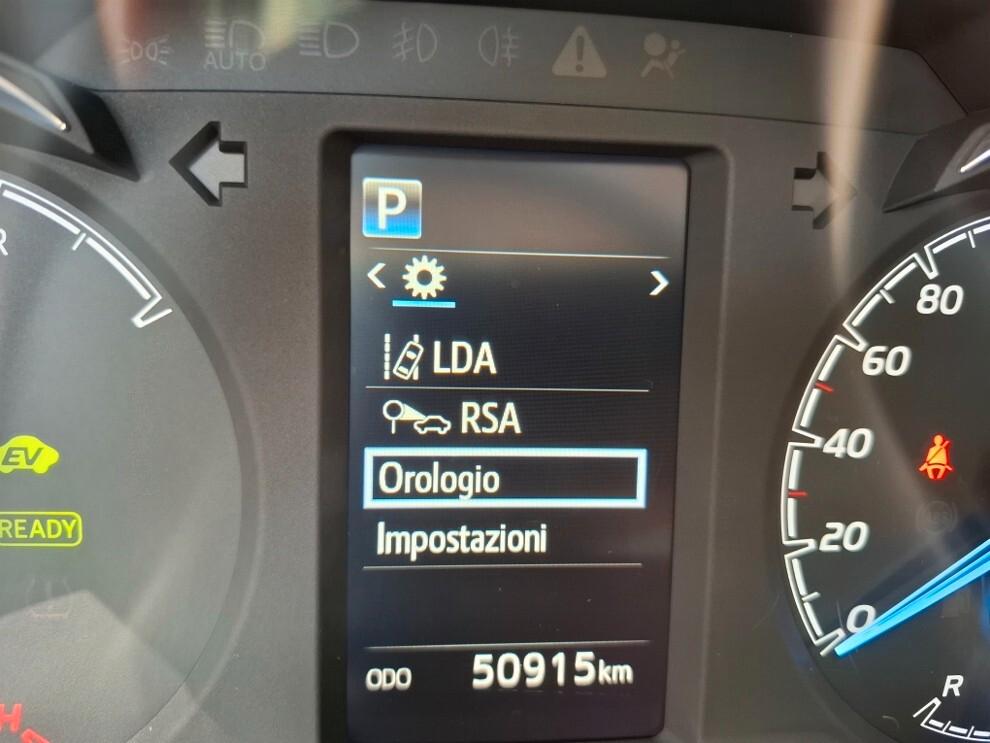 AUTO
P
LDA
RSA
Orologio
Impostazioni
ODO 50915km
EV
READY
H
80
60
40
20
0
R
R